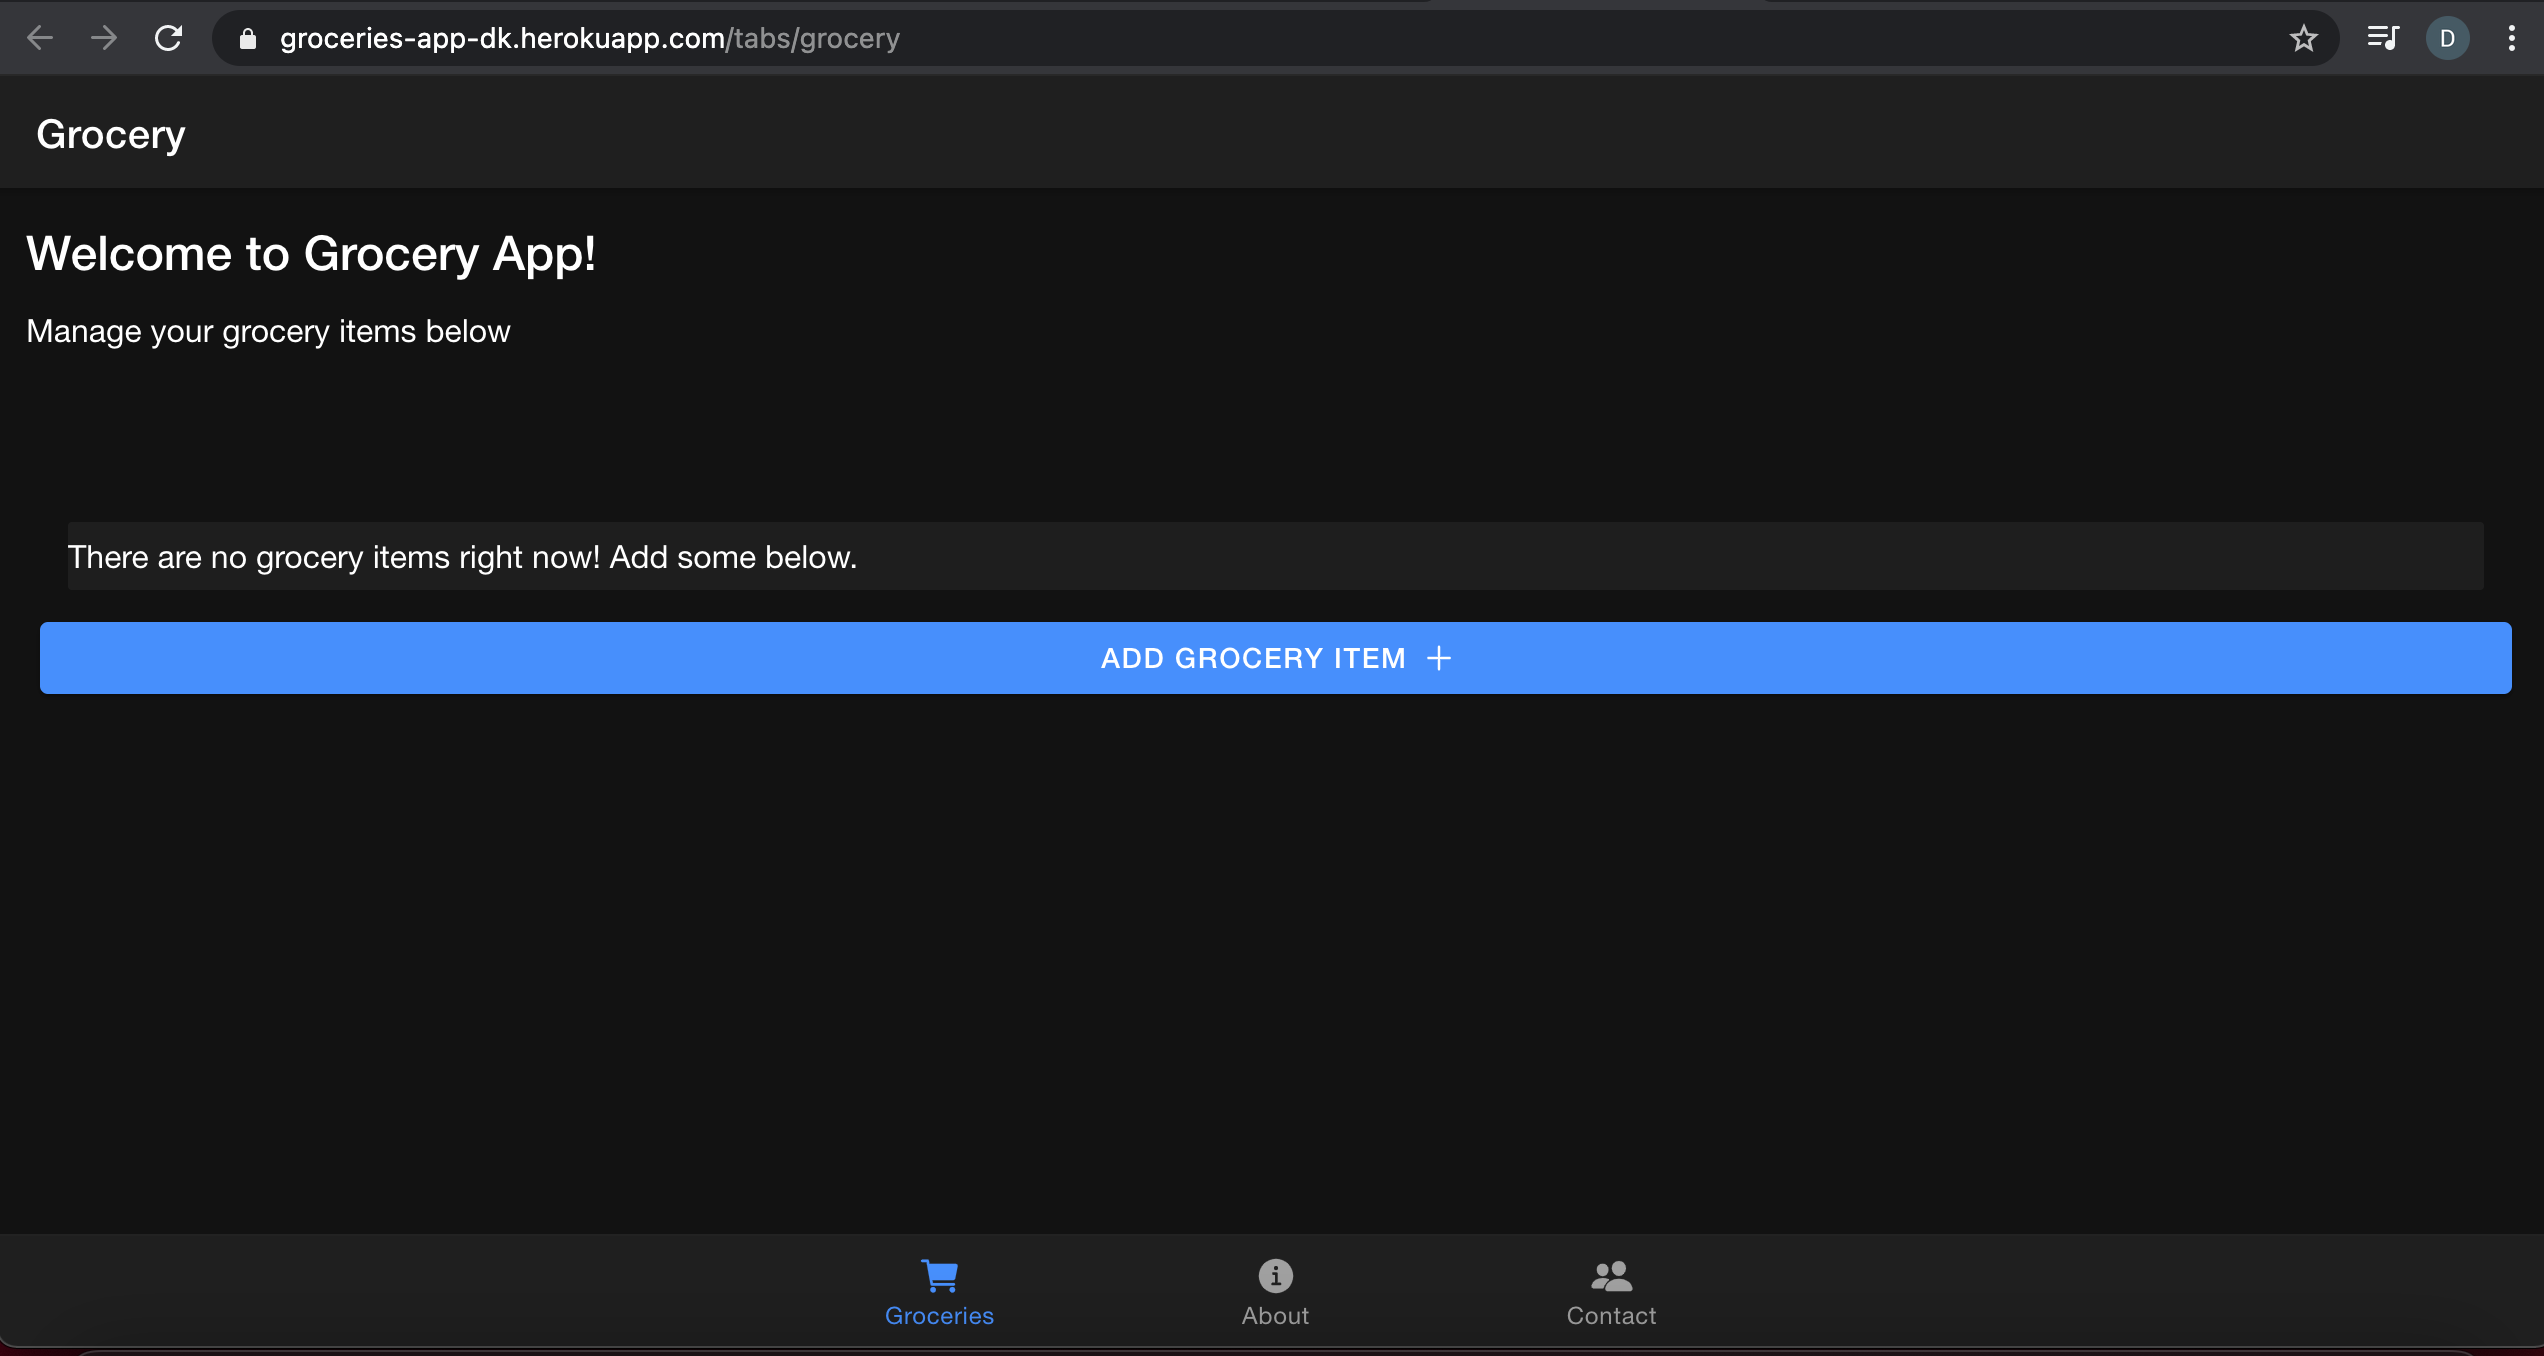 groceries-app-dk.herokuapp.com/tabs/grocery
D
Grocery
Welcome to Grocery App!
Manage your grocery items below
There are no grocery items right now! Add some below.
ADD GROCERY ITEM +
Groceries
About
Contact